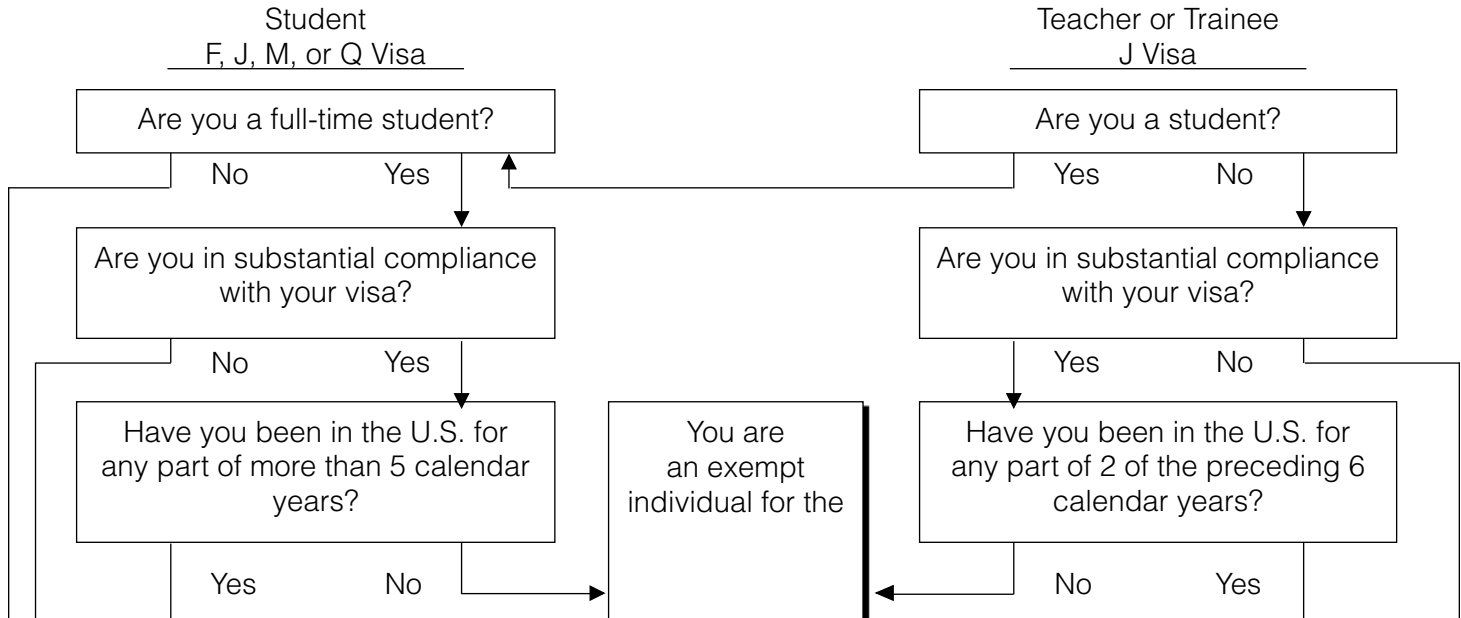 Student
F, J, M, or Q Visa
Are you a full-time student?
No Yes
Are you in substantial compliance
with your visa?
No Yes
Have you been in the U.S. for
any part of more than 5 calendar
years?
Yes No
You are
an exempt
individual for the
Teacher or Trainee
J Visa
Are you a student?
Yes No
Are you in substantial compliance
with your visa?
Yes No
Have you been in the U.S. for
any part of 2 of the preceding 6
calendar years?
No Yes